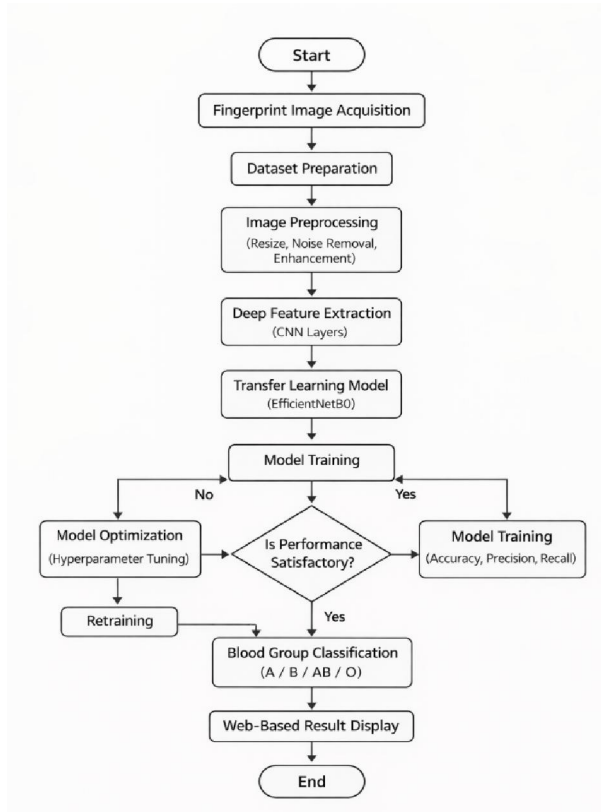 Start
Fingerprint Image Acquisition
Dataset Preparation
Image Preprocessing
(Resize, Noise Removal,
Enhancement)
Deep Feature Extraction
(CNN Layers)
Transfer Learning Model
(EfficientNetB0)
Model Training
No
Yes
Model Optimization
(Hyperparameter Tuning)
Is Performance
Satisfactory?
Model Training
(Accuracy, Precision, Recall)
Retraining
Yes
Blood Group Classification
(A / B / AB / O)
Web-Based Result Display
End